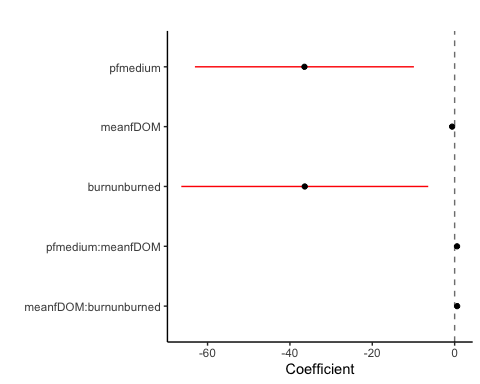 pfmedium
meanfDOM
burnunburned
pfmedium:meanfDOM
meanfDOM:burnunburned
-60 -40 -20 0
Coefficient